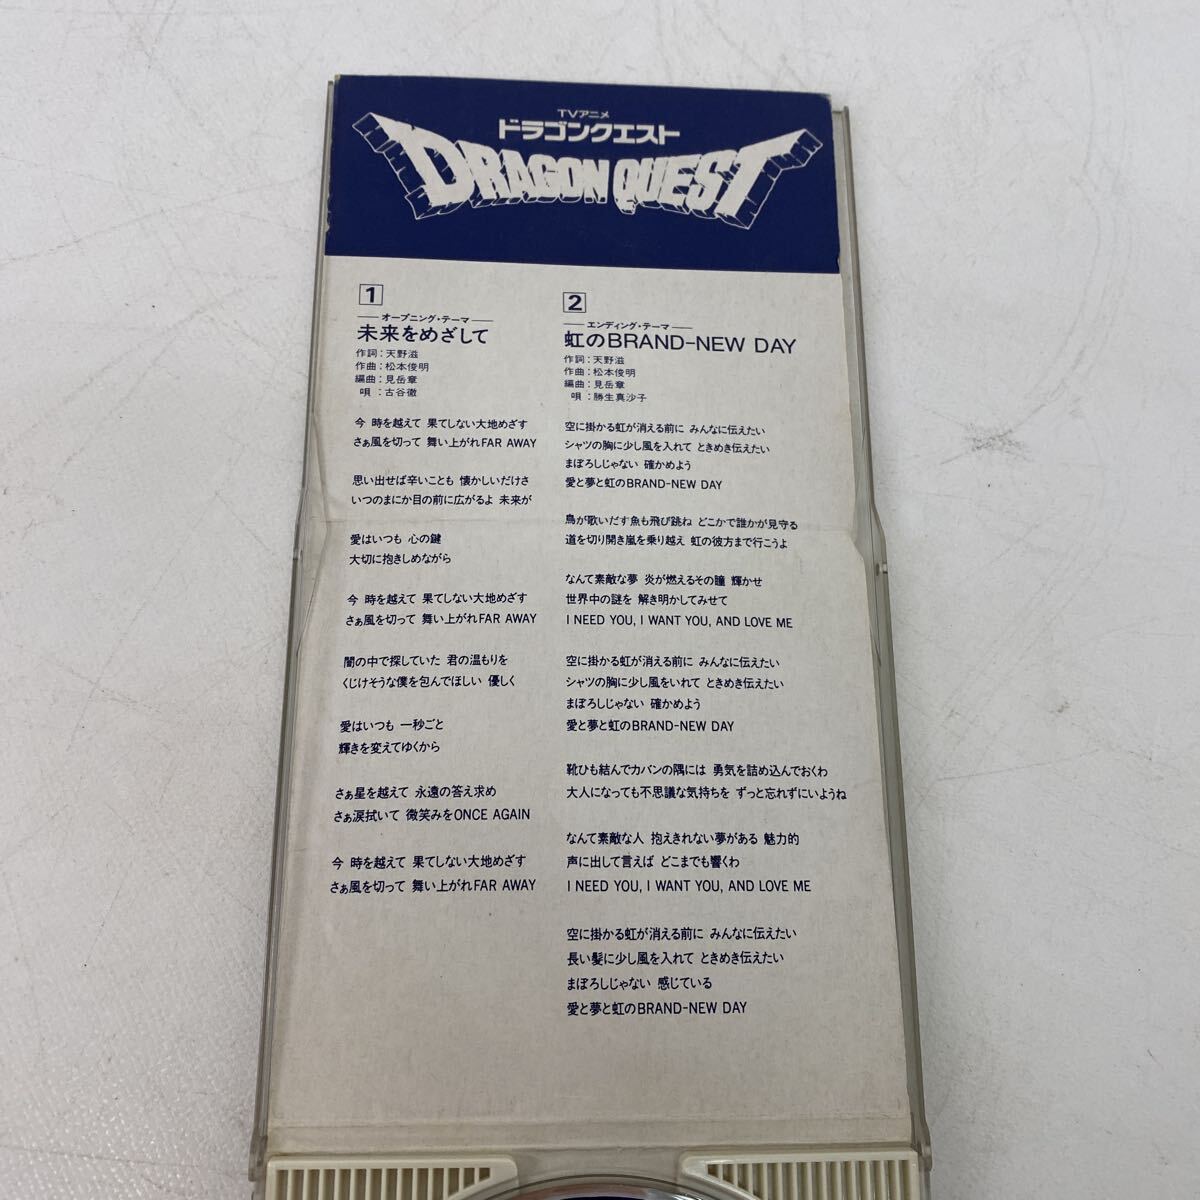 TVアニメ
ドラゴンクエスト
DRAGON QUEST
1
オープニング・テーマ
未来をめざして
作詞：天野滋
作曲：松本俊明
編曲：見岳章
唄：古谷徹
今 時を越えて 果てしない大地めざす
さぁ風を切って 舞い上がれFAR AWAY
思い出せば辛いことも 懐かしいだけさ
いつのまにか目の前に広がるよ 未来が
愛はいつも 心の鍵
大切に抱きしめながら
今 時を越えて 果てしない大地めざす
さぁ風を切って 舞い上がれFAR AWAY
闇の中で探していた 君の温もりを
くじけそうな僕を包んでほしい 優しく
愛はいつも 一秒ごと
輝きを変えてゆくから
さぁ星を越えて 永遠の答え求め
さぁ涙拭いて 微笑みをONCE AGAIN
今 時を越えて 果てしない大地めざす
さぁ風を切って 舞い上がれFAR AWAY
2
エンディング・テーマ
虹のBRAND-NEW DAY
作詞：天野滋
作曲：松本俊明
編曲：見岳章
唄：勝生真沙子
空に掛かる虹が消える前に みんなに伝えたい
シャツの胸に少し風を入れて ときめき伝えたい
まぼろしじゃない 確かめよう
愛と夢と虹のBRAND-NEW DAY
鳥が歌いだす魚も飛び跳ね どこかで誰かが見守る
道を切り開き嵐を乗り越え 虹の彼方まで行こうよ
なんて素敵な夢 炎が燃えるその瞳 輝かせ
世界中の謎を 解き明かしてみせて
I NEED YOU, I WANT YOU, AND LOVE ME
空に掛かる虹が消える前に みんなに伝えたい
シャツの胸に少し風をいれて ときめき伝えたい
まぼろしじゃない 確かめよう
愛と夢と虹のBRAND-NEW DAY
靴ひも結んでカバンの隅には 勇気を詰め込んでおくわ
大人になっても不思議な気持ちを ずっと忘れずにいようね
なんて素敵な人 抱えきれない夢がある 魅力的
声に出して言えば どこまでも響くわ
I NEED YOU, I WANT YOU, AND LOVE ME
空に掛かる虹が消える前に みんなに伝えたい
長い髪に少し風を入れて ときめき伝えたい
まぼろしじゃない 感じている
愛と夢と虹のBRAND-NEW DAY